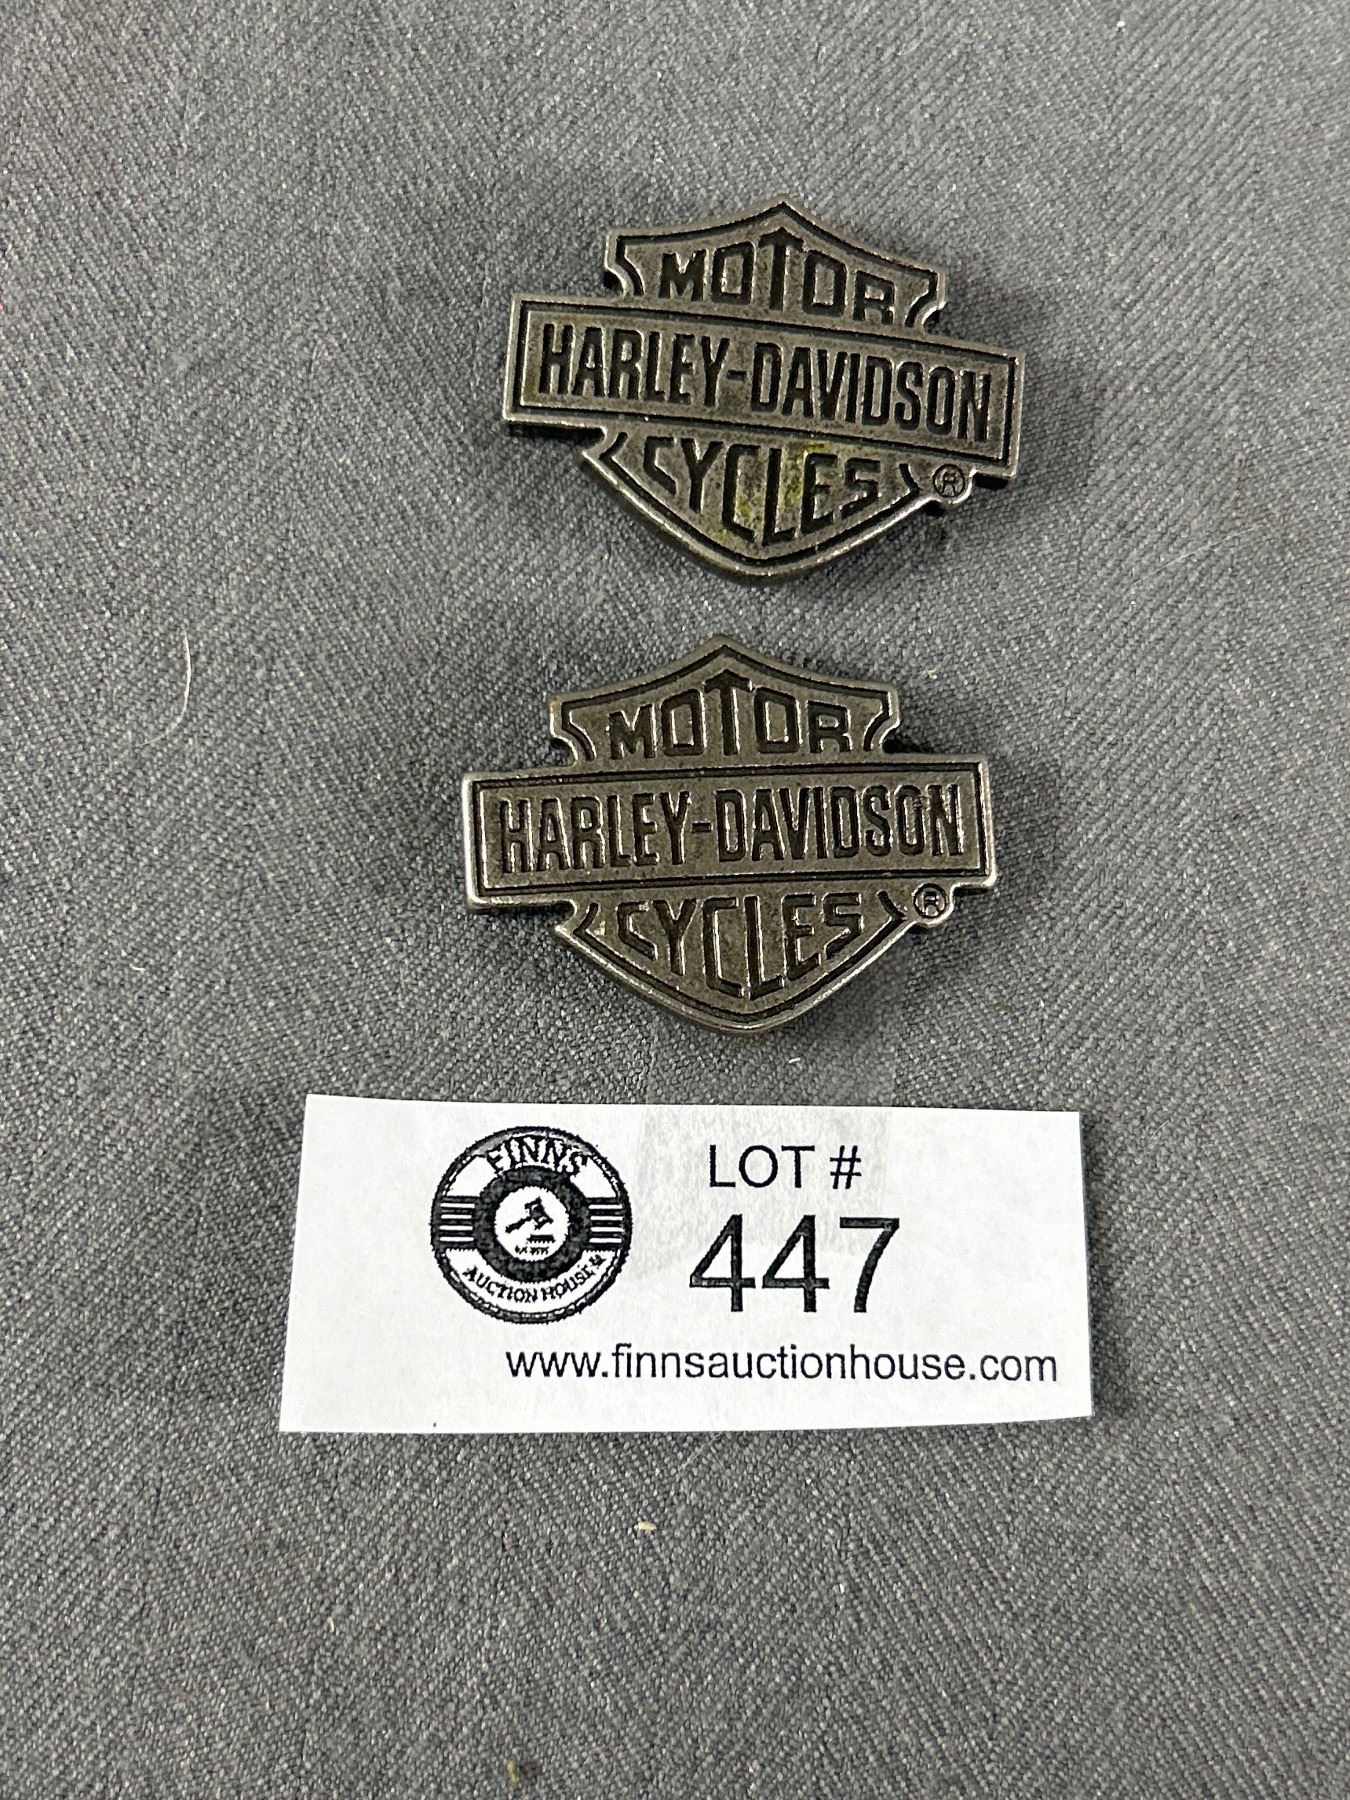 MOTOR
HARLEY-DAVIDSON
CYCLES ®
MOTOR
HARLEY-DAVIDSON
CYCLES ®
FINNS
AUCTION HOUSE
LOT #
447
www.finnsauctionhouse.com